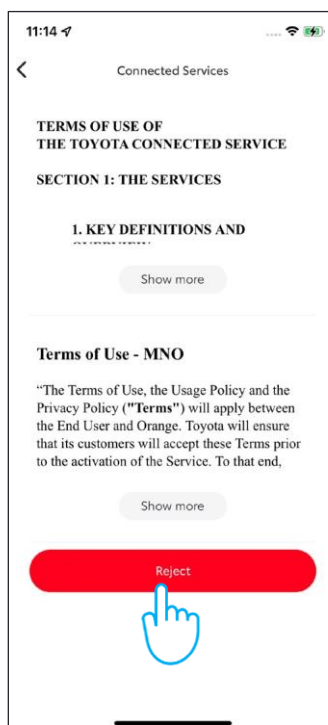 11:14
Connected Services
TERMS OF USE OF
THE TOYOTA CONNECTED SERVICE
SECTION 1: THE SERVICES
1. KEY DEFINITIONS AND
Show more
Terms of Use - MNO
“The Terms of Use, the Usage Policy and the
Privacy Policy ("Terms") will apply between
the End User and Orange. Toyota will ensure
that its customers will accept these Terms prior
to the activation of the Service. To that end,
Show more
Reject